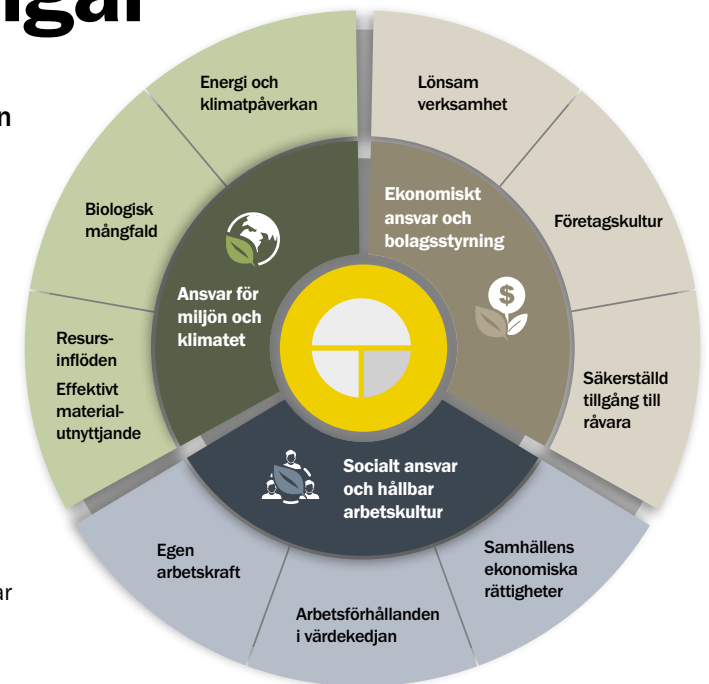 Energi och
klimatpåverkan
Lönsam
verksamhet
Biologisk
mångfald
Ekonomiskt
ansvar och
bolagsstyrning
Företagskultur
$
Ansvar för
miljön och
klimatet
Resurs-
inflöden
Effektivt
material-
utnyttjande
Säkerställd
tillgång till
råvara
Socialt ansvar
och hållbar
arbetskultur
Egen
arbetskraft
Arbetsförhållanden
i värdekedjan
Samhällens
ekonomiska
rättigheter